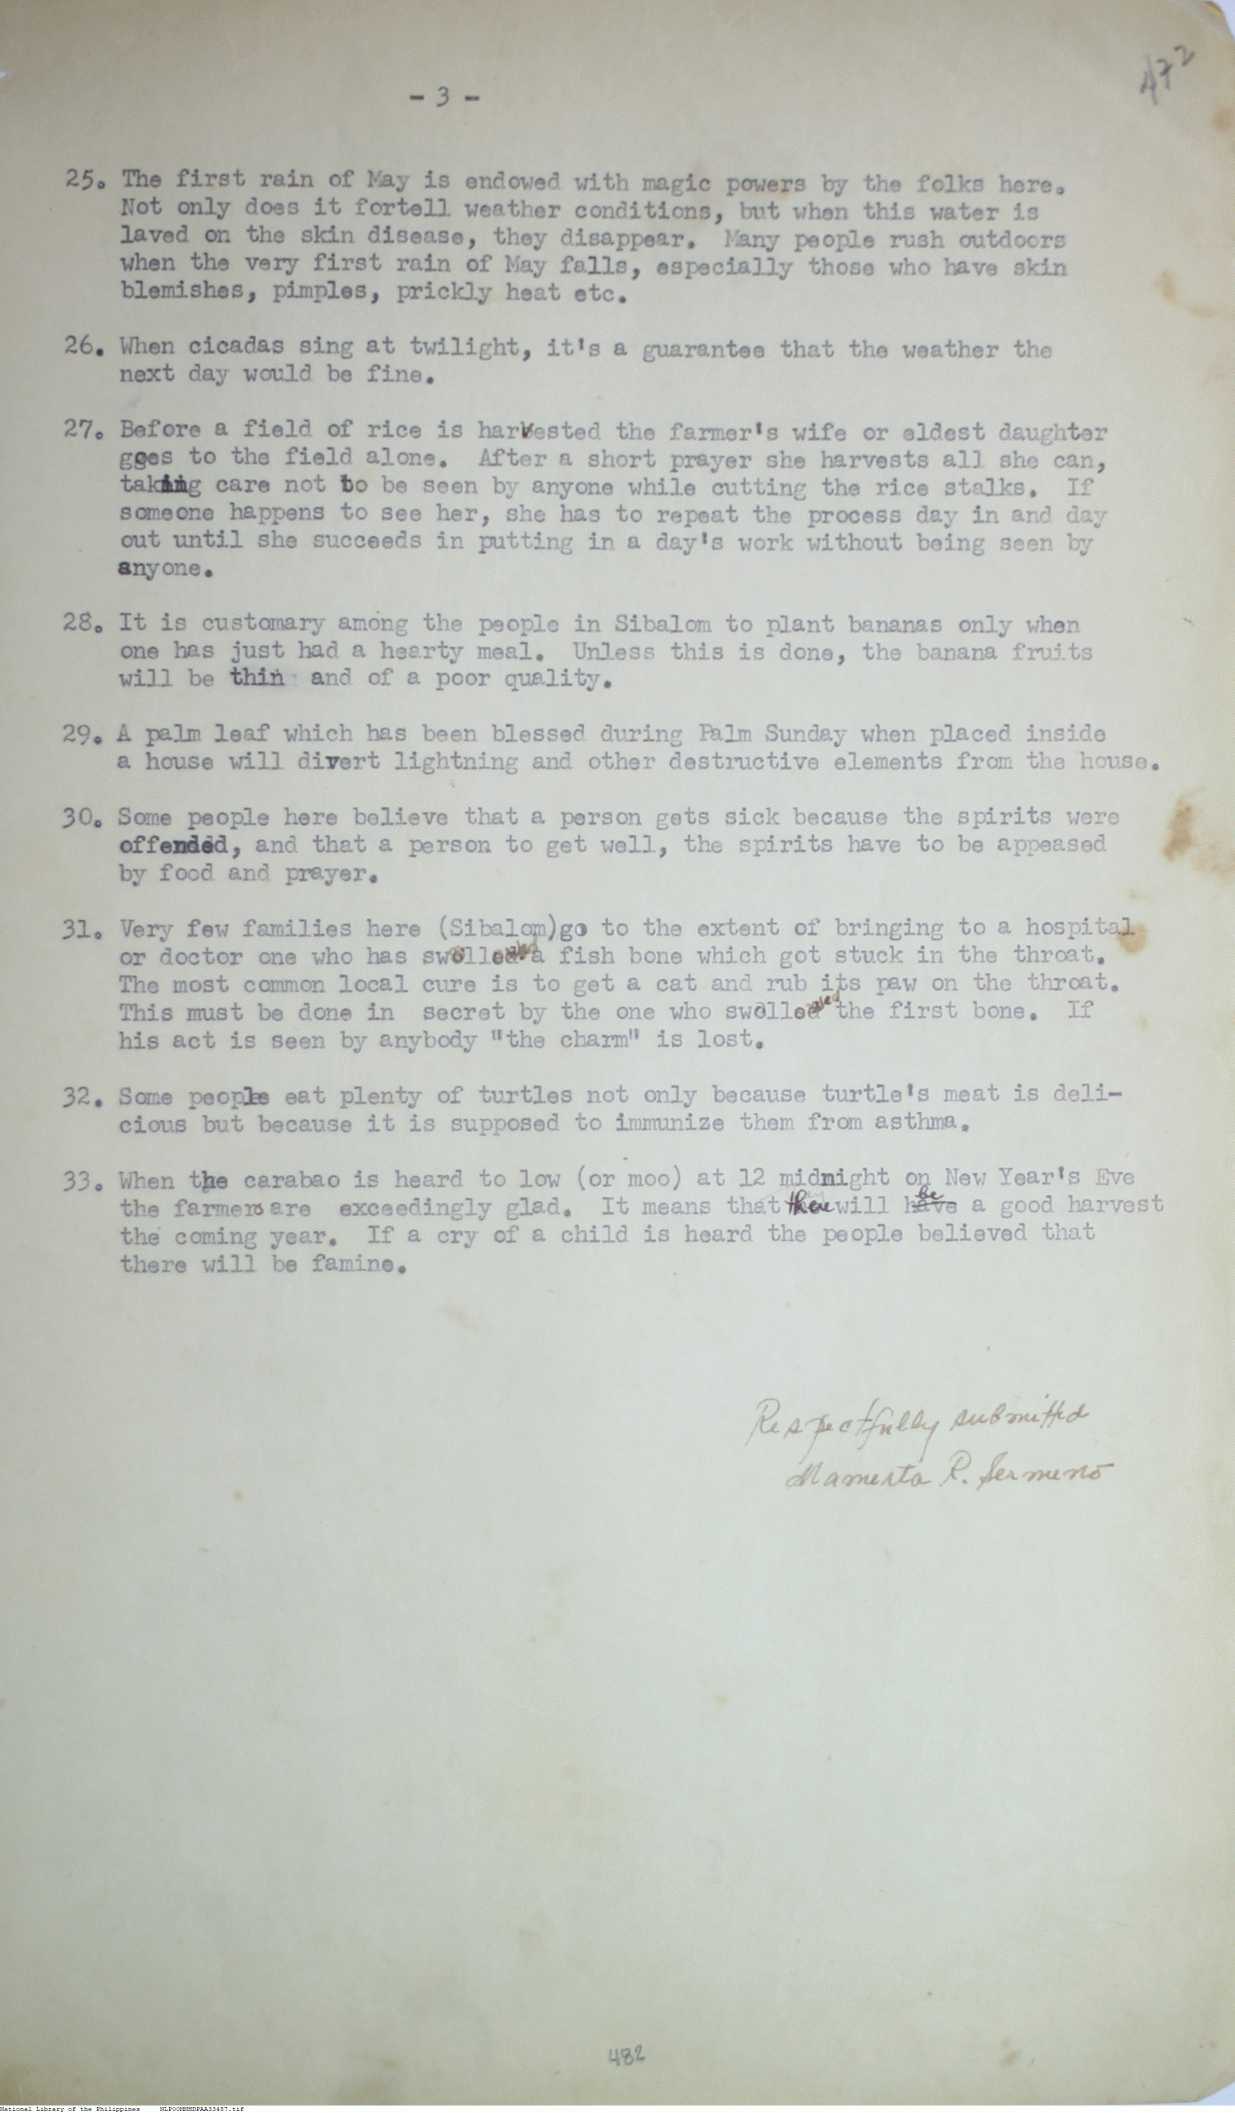 472
- 3 -
25. The first rain of May is endowed with magic powers by the folks here.
Not only does it fortell weather conditions, but when this water is
laved on the skin disease, they disappear. Many people rush outdoors
when the very first rain of May falls, especially those who have skin
blemishes, pimples, prickly heat etc.
26. When cicadas sing at twilight, it's a guarantee that the weather the
next day would be fine.
27. Before a field of rice is harvested the farmer's wife or eldest daughter
goes to the field alone. After a short prayer she harvests all she can,
taking care not to be seen by anyone while cutting the rice stalks. If
someone happens to see her, she has to repeat the process day in and day
out until she succeeds in putting in a day's work without being seen by
anyone.
28. It is customary among the people in Sibalom to plant bananas only when
one has just had a hearty meal. Unless this is done, the banana fruits
will be thin and of a poor quality.
29. A palm leaf which has been blessed during Palm Sunday when placed inside
a house will divert lightning and other destructive elements from the house.
30. Some people here believe that a person gets sick because the spirits were
offended, and that a person to get well, the spirits have to be appeased
by food and prayer.
31. Very few families here (Sibalom)go to the extent of bringing to a hospital
or doctor one who has swallowed a fish bone which got stuck in the throat.
The most common local cure is to get a cat and rub its paw on the throat.
This must be done in secret by the one who swallowed the first bone. If
his act is seen by anybody "the charm" is lost.
32. Some people eat plenty of turtles not only because turtle's meat is deli-
cious but because it is supposed to immunize them from asthma.
33. When the carabao is heard to low (or moo) at 12 midnight on New Year's Eve
the farmers are exceedingly glad. It means that there will have be a good harvest
the coming year. If a cry of a child is heard the people believed that
there will be famine.
Respectfully submitted
Mamerta R. Sermeno
482
National Library of the Philippines NLPOOMNHDPAA33487.tif